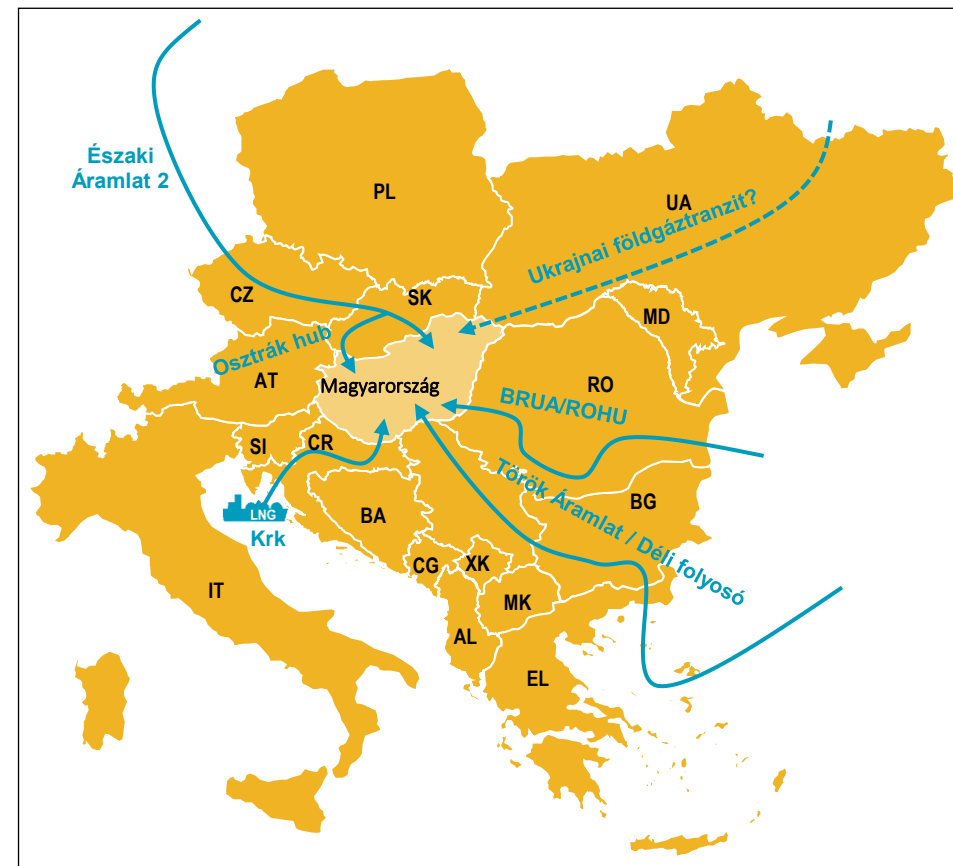 Északi
Áramlat 2
PL
UA
Ukrajnai földgáztranzit?
CZ
SK
MD
Osztrák hub
AT
Magyarország
RO
BRUA/ROHU
SI
CR
Török Áramlat / Déli folyosó
BG
LNG
Krk
BA
CG
XK
IT
MK
AL
EL